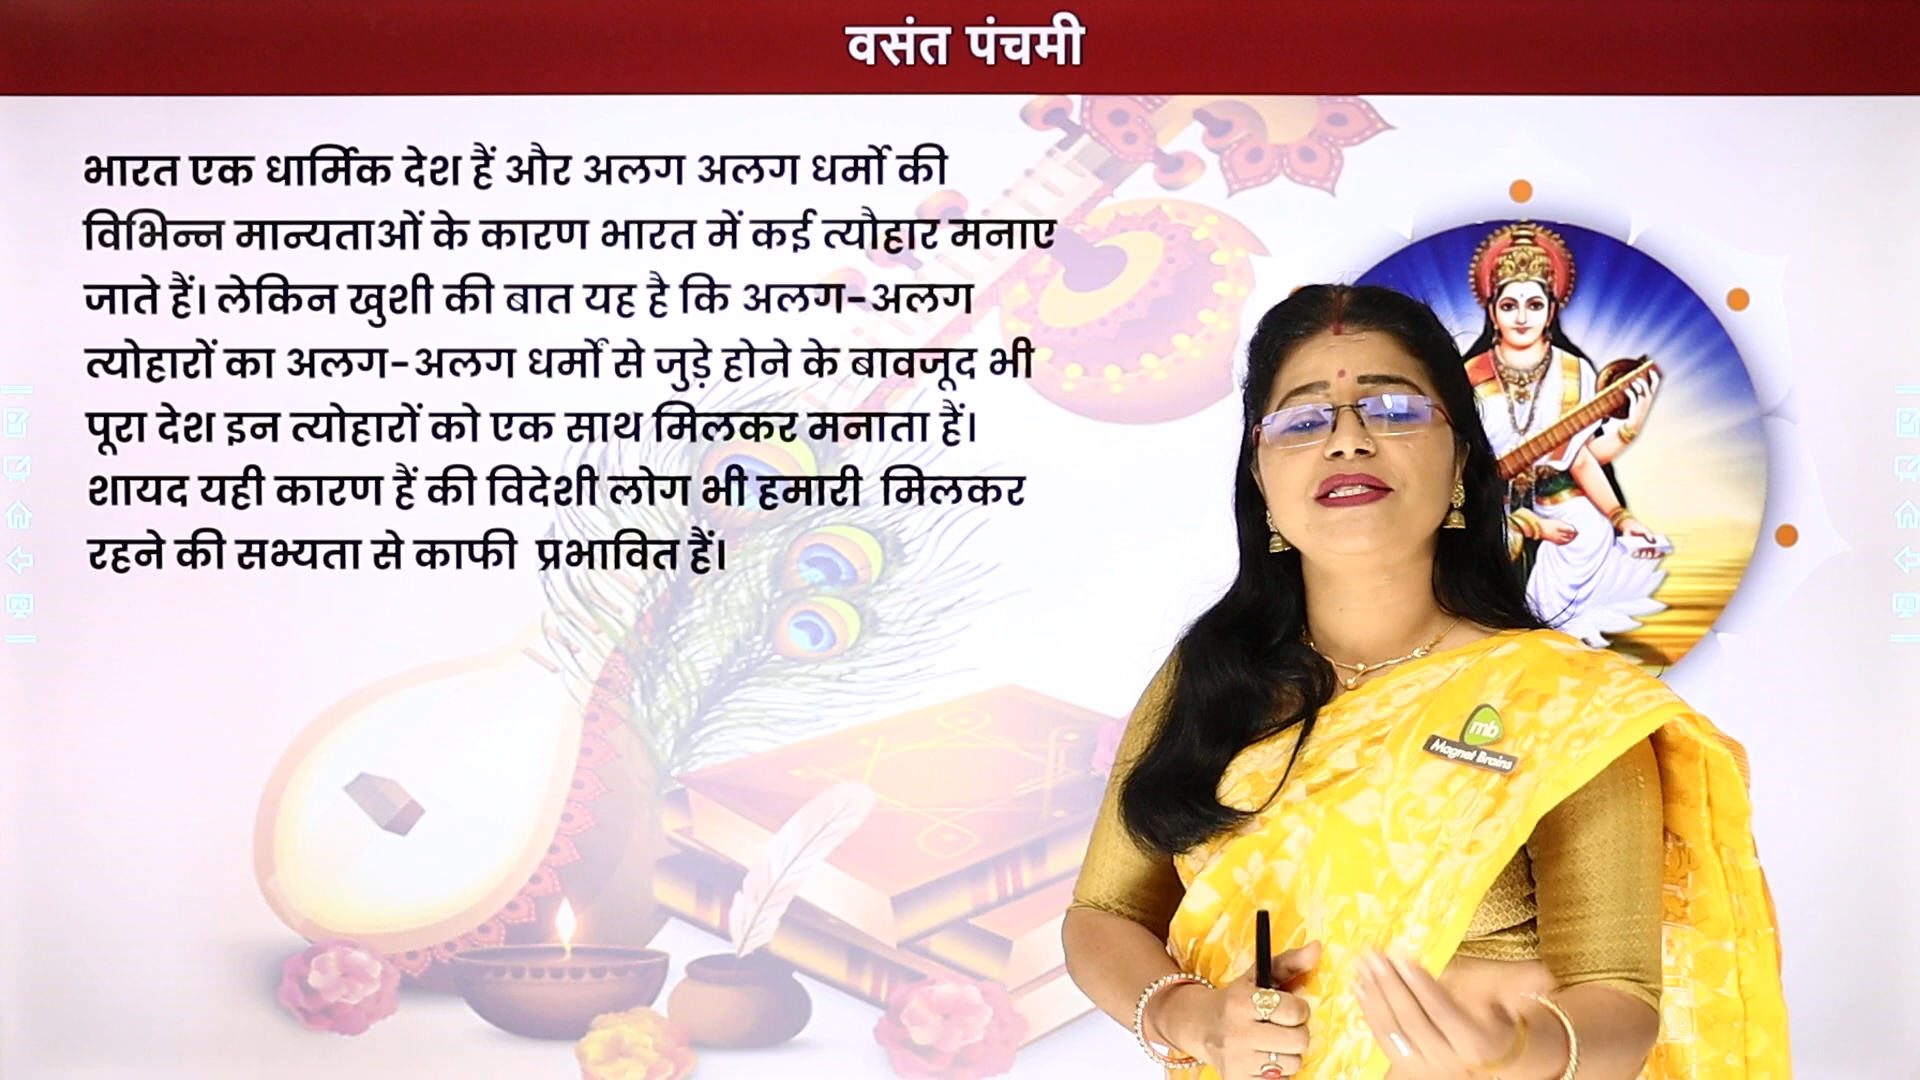 वसंत पंचमी
भारत एक धार्मिक देश हैं और अलग अलग धर्मो की
विभिन्न मान्यताओं के कारण भारत में कई त्यौहार मनाए
जाते हैं। लेकिन खुशी की बात यह है कि अलग-अलग
त्योहारों का अलग-अलग धर्मों से जुड़े होने के बावजूद भी
पूरा देश इन त्योहारों को एक साथ मिलकर मनाता हैं।
शायद यही कारण हैं की विदेशी लोग भी हमारी मिलकर
रहने की सभ्यता से काफी प्रभावित हैं।
mb
Magnet Brains